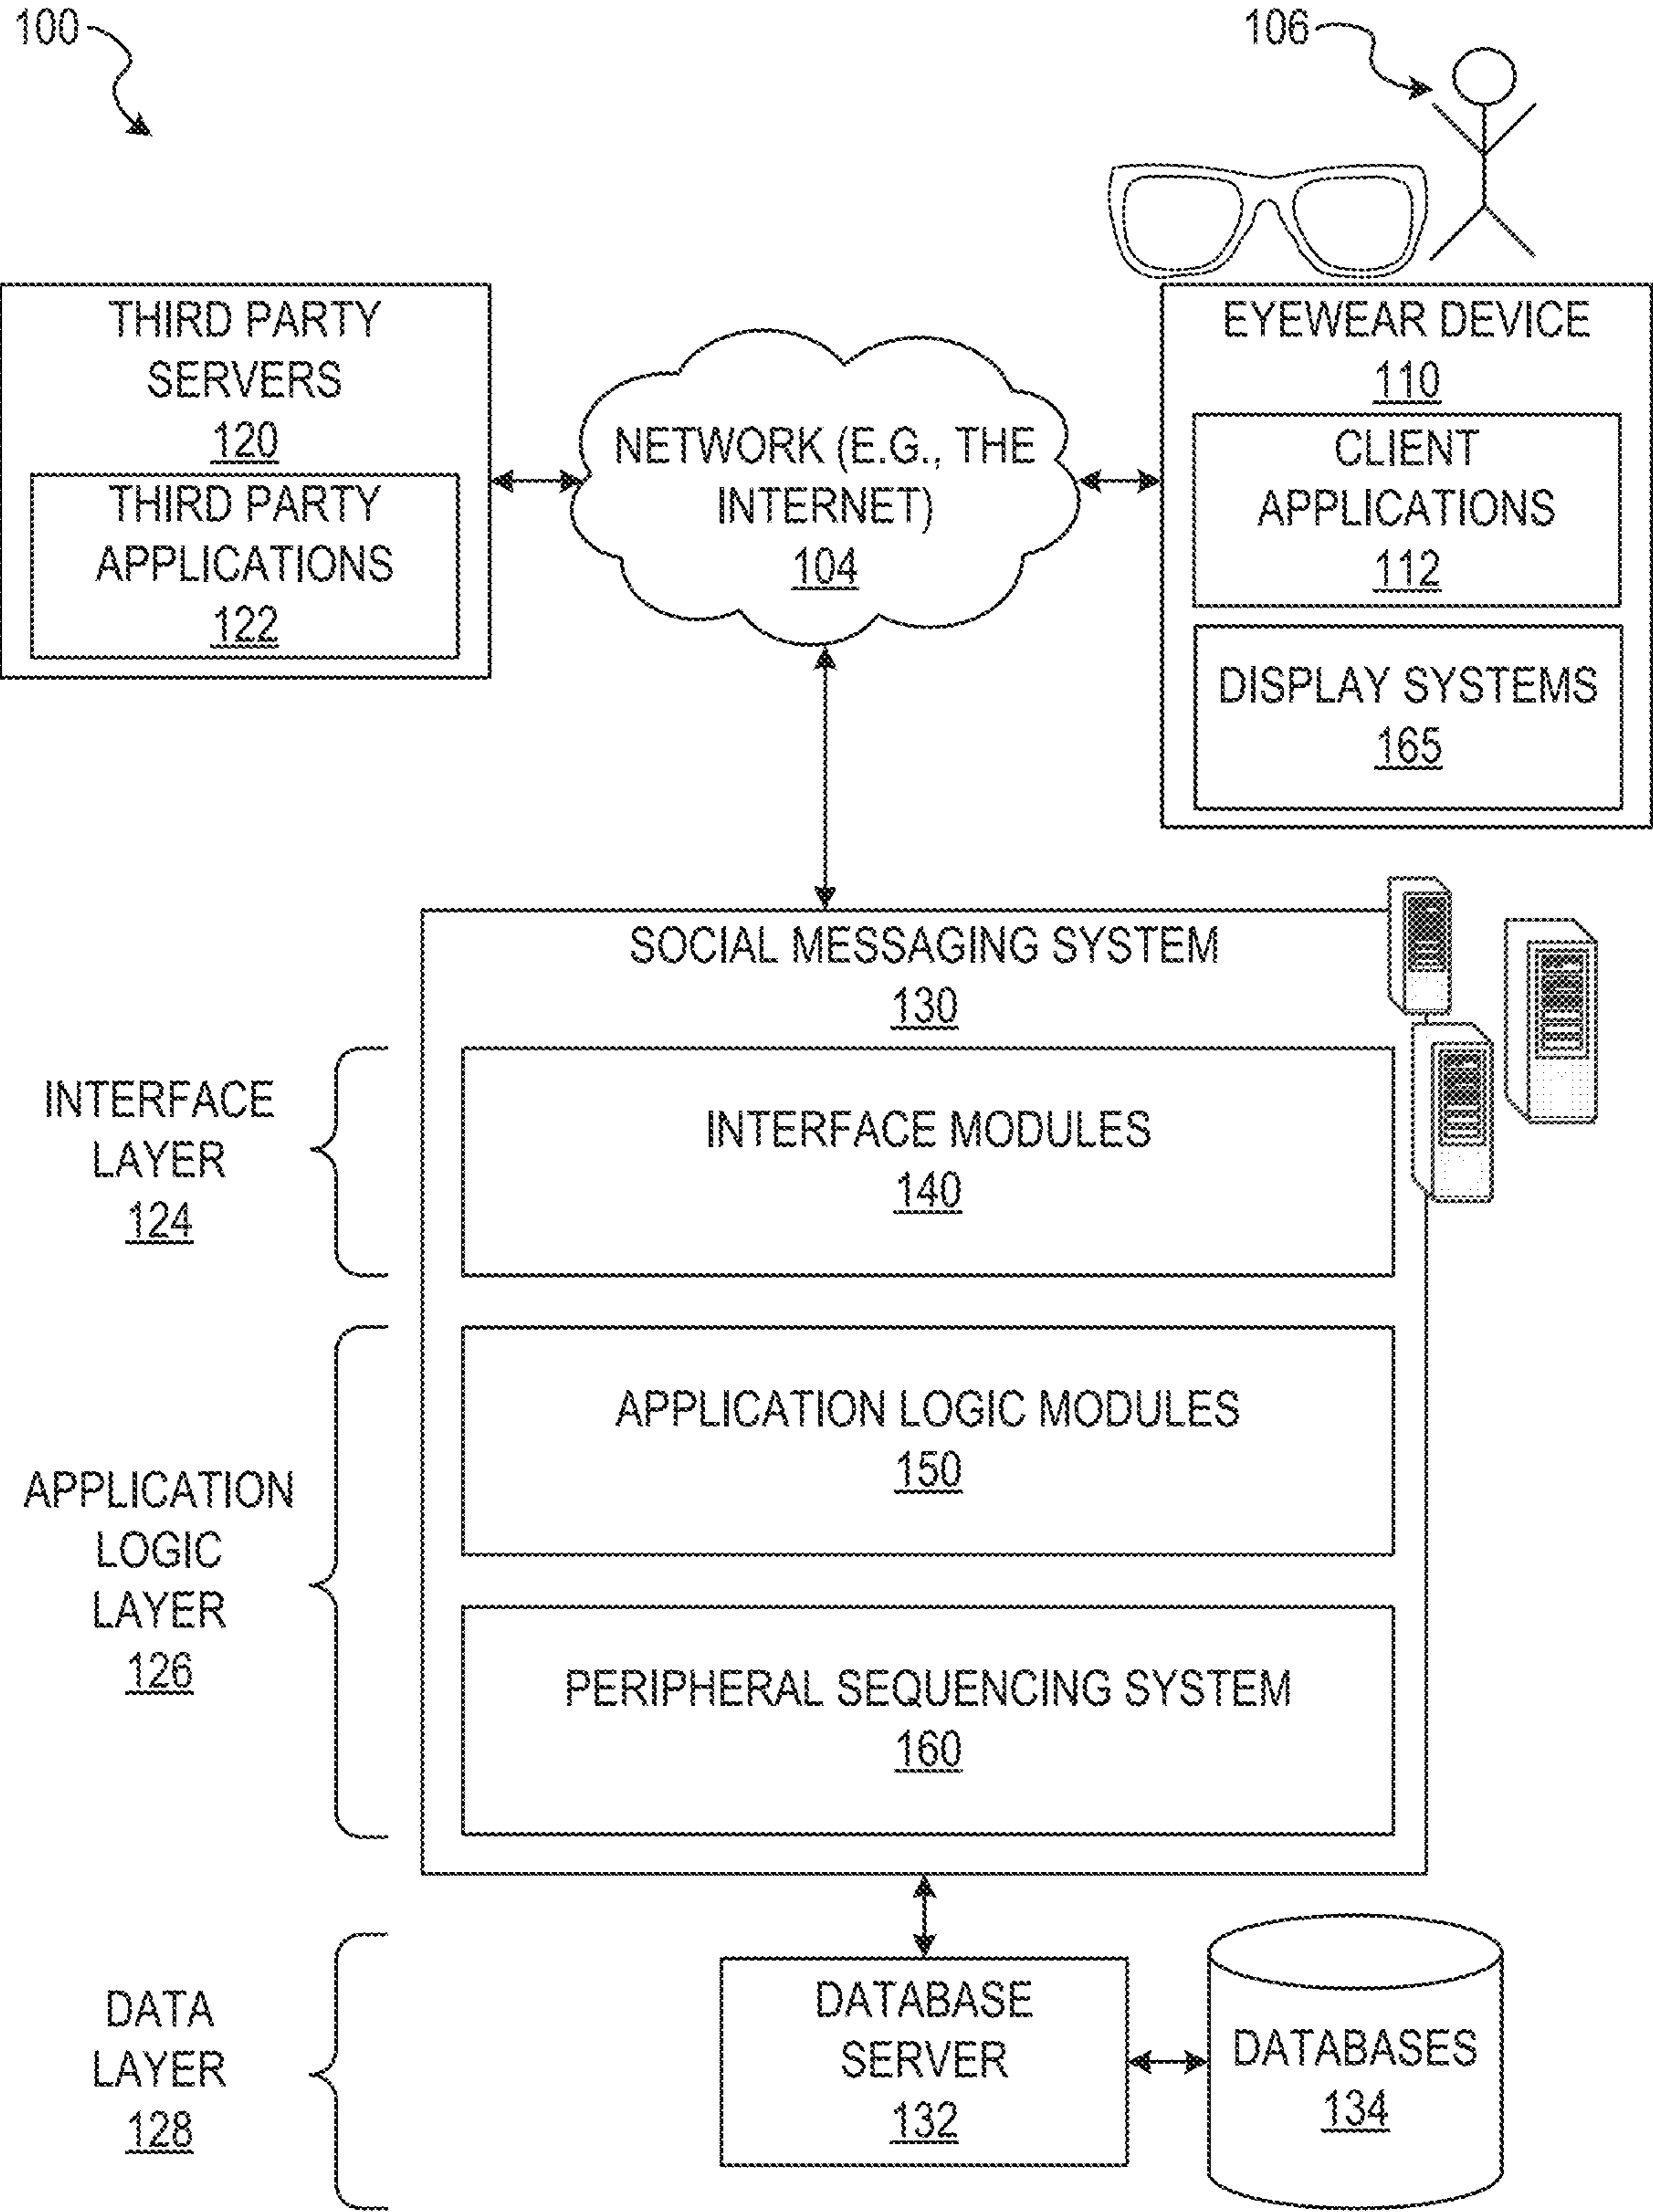 100
106
THIRD PARTY
SERVERS
120
THIRD PARTY
APPLICATIONS
122
NETWORK (E.G., THE
INTERNET)
104
EYEWEAR DEVICE
110
CLIENT
APPLICATIONS
112
DISPLAY SYSTEMS
165
SOCIAL MESSAGING SYSTEM
130
INTERFACE
LAYER
124
INTERFACE MODULES
140
APPLICATION
LOGIC
LAYER
126
APPLICATION LOGIC MODULES
150
PERIPHERAL SEQUENCING SYSTEM
160
DATA
LAYER
128
DATABASE
SERVER
132
DATABASES
134